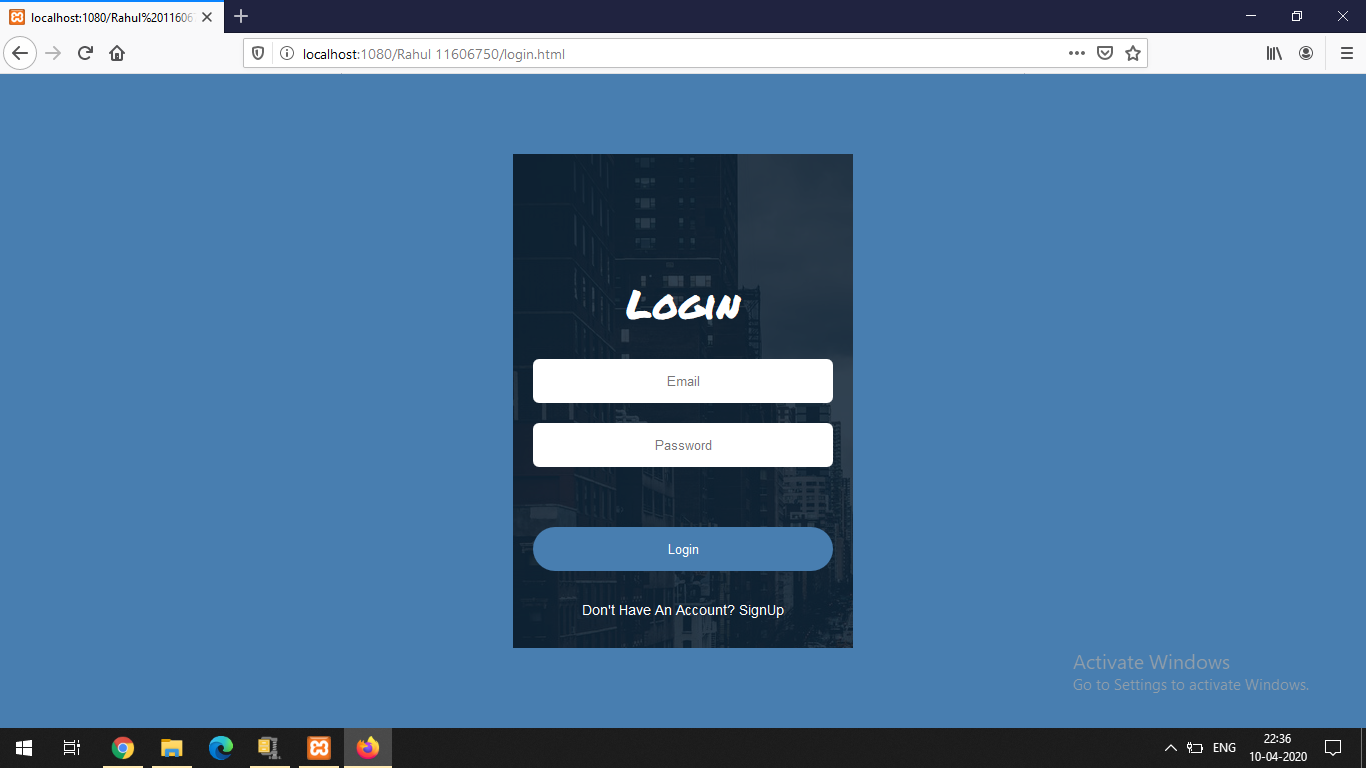 localhost:1080/Rahul%2011606
localhost:1080/Rahul 11606750/login.html
Login
Email
Password
Login
Don't Have An Account? SignUp
Activate Windows
Go to Settings to activate Windows.
ENG
22:36
10-04-2020